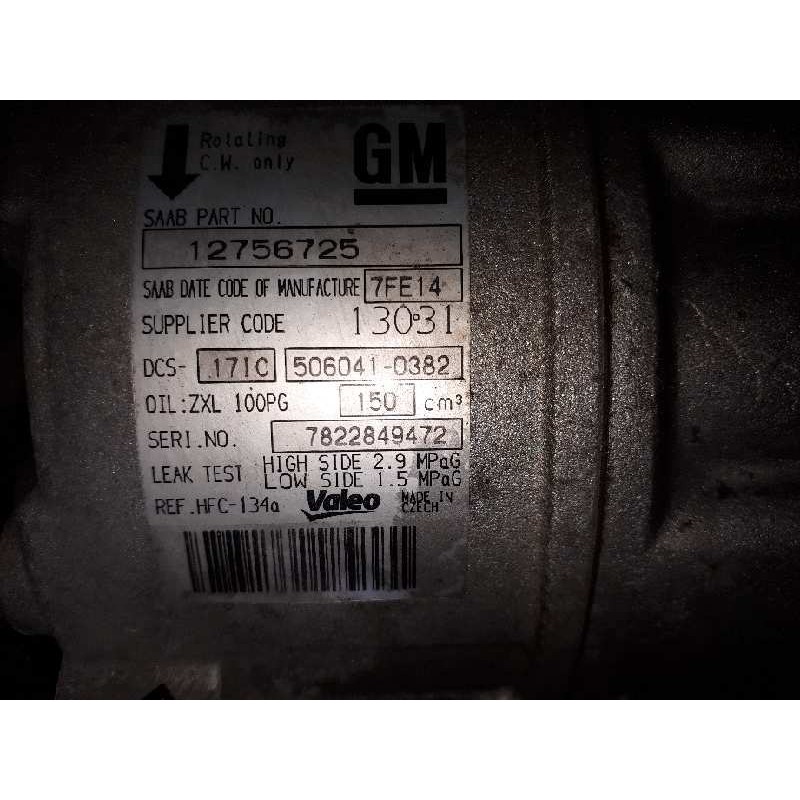 Rotating
C.W. only
GM
SAAB PART NO.
12756725
SAAB DATE CODE OF MANUFACTURE 7FE14
SUPPLIER CODE 13031
DCS- 17IC 506041-0382
OIL:ZXL 100PG 150 cm³
SERI.NO. 7822849472
LEAK TEST HIGH SIDE 2.9 MPaG
LOW SIDE 1.5 MPaG
REF.HFC-134a Valeo MADE IN
CZECH